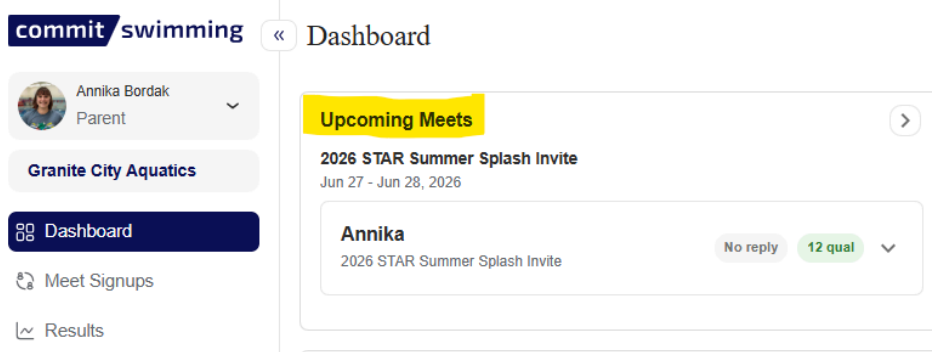 commit swimming
«
Dashboard
Annika Bordak
Parent
Granite City Aquatics
Dashboard
Meet Signups
Results
Upcoming Meets
2026 STAR Summer Splash Invite
Jun 27 - Jun 28, 2026
Annika
2026 STAR Summer Splash Invite
No reply
12 qual